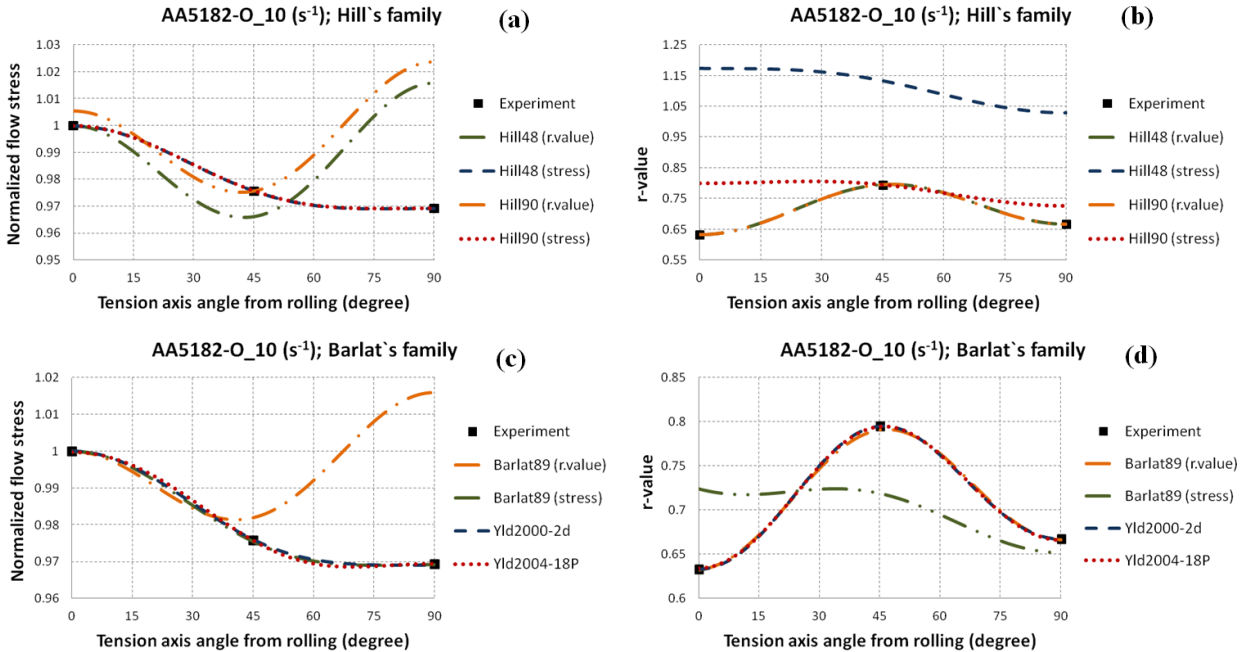 AA5182-O_10 (s-1); Hill`s family
(a)
Normalized flow stress
1.03
1.02
1.01
1
0.99
0.98
0.97
0.96
0.95
0 15 30 45 60 75 90
Tension axis angle from rolling (degree)
Experiment
Hill48 (r.value)
Hill48 (stress)
Hill90 (r.value)
Hill90 (stress)
AA5182-O_10 (s-1); Hill`s family
(b)
r-value
1.25
1.15
1.05
0.95
0.85
0.75
0.65
0.55
0 15 30 45 60 75 90
Tension axis angle from rolling (degree)
Experiment
Hill48 (r.value)
Hill48 (stress)
Hill90 (r.value)
Hill90 (stress)
AA5182-O_10 (s-1); Barlat`s family
(c)
Normalized flow stress
1.02
1.01
1
0.99
0.98
0.97
0.96
0 15 30 45 60 75 90
Tension axis angle from rolling (degree)
Experiment
Barlat89 (r.value)
Barlat89 (stress)
Yld2000-2d
Yld2004-18P
AA5182-O_10 (s-1); Barlat`s family
(d)
r-value
0.85
0.8
0.75
0.7
0.65
0.6
0 15 30 45 60 75 90
Tension axis angle from rolling (degree)
Experiment
Barlat89 (r.value)
Barlat89 (stress)
Yld2000-2d
Yld2004-18P